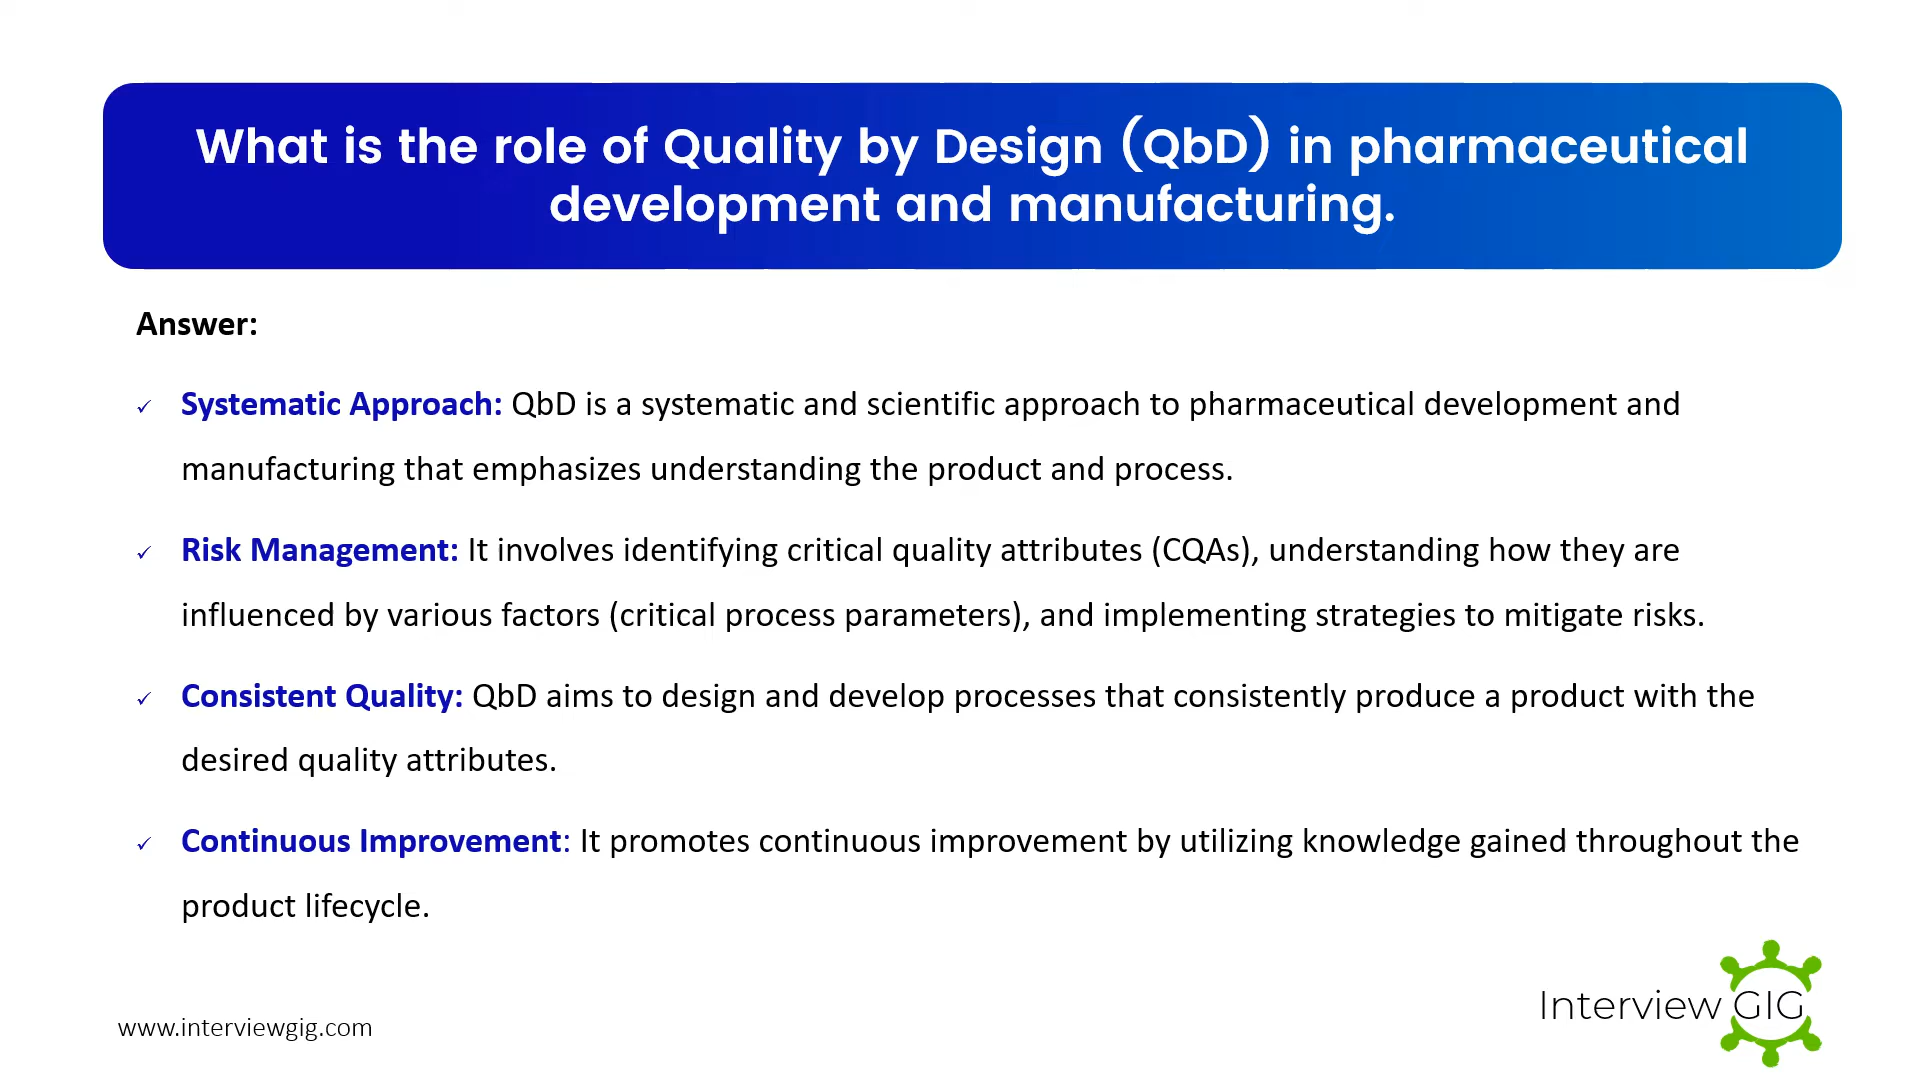 What is the role of Quality by Design (QbD) in pharmaceutical
development and manufacturing.
Answer:
✓ Systematic Approach: QbD is a systematic and scientific approach to pharmaceutical development and
manufacturing that emphasizes understanding the product and process.
✓ Risk Management: It involves identifying critical quality attributes (CQAs), understanding how they are
influenced by various factors (critical process parameters), and implementing strategies to mitigate risks.
✓ Consistent Quality: QbD aims to design and develop processes that consistently produce a product with the
desired quality attributes.
✓ Continuous Improvement: It promotes continuous improvement by utilizing knowledge gained throughout the
product lifecycle.
Interview GIG
www.interviewgig.com